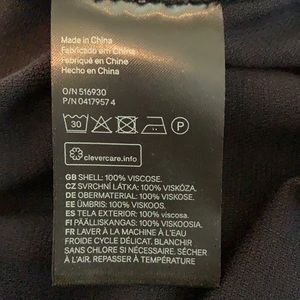 Made in China
Fabricado em China
Fabriqué en Chine
Hecho en China
O/N 516930
P/N 0417957 4
30
P
clevercare.info
GB SHELL: 100% VISCOSE.
CZ SVRCHNÍ LÁTKA: 100% VISKÓZA.
DE OBERMATERIAL: 100% VISKOSE.
EE ÜMBRIS: 100% VISKOOS.
ES TELA EXTERIOR: 100% viscosa.
FI PÄÄLLISKANGAS: 100% VISKOOSIA.
FR LAVER À LA MACHINE À L'EAU
FROIDE CYCLE DÉLICAT, BLANCHIR
SANS CHLORE SI NÉCESSAIRE. SÉCHER
À L'AIR, REPASSER À TEMPÉRATURE